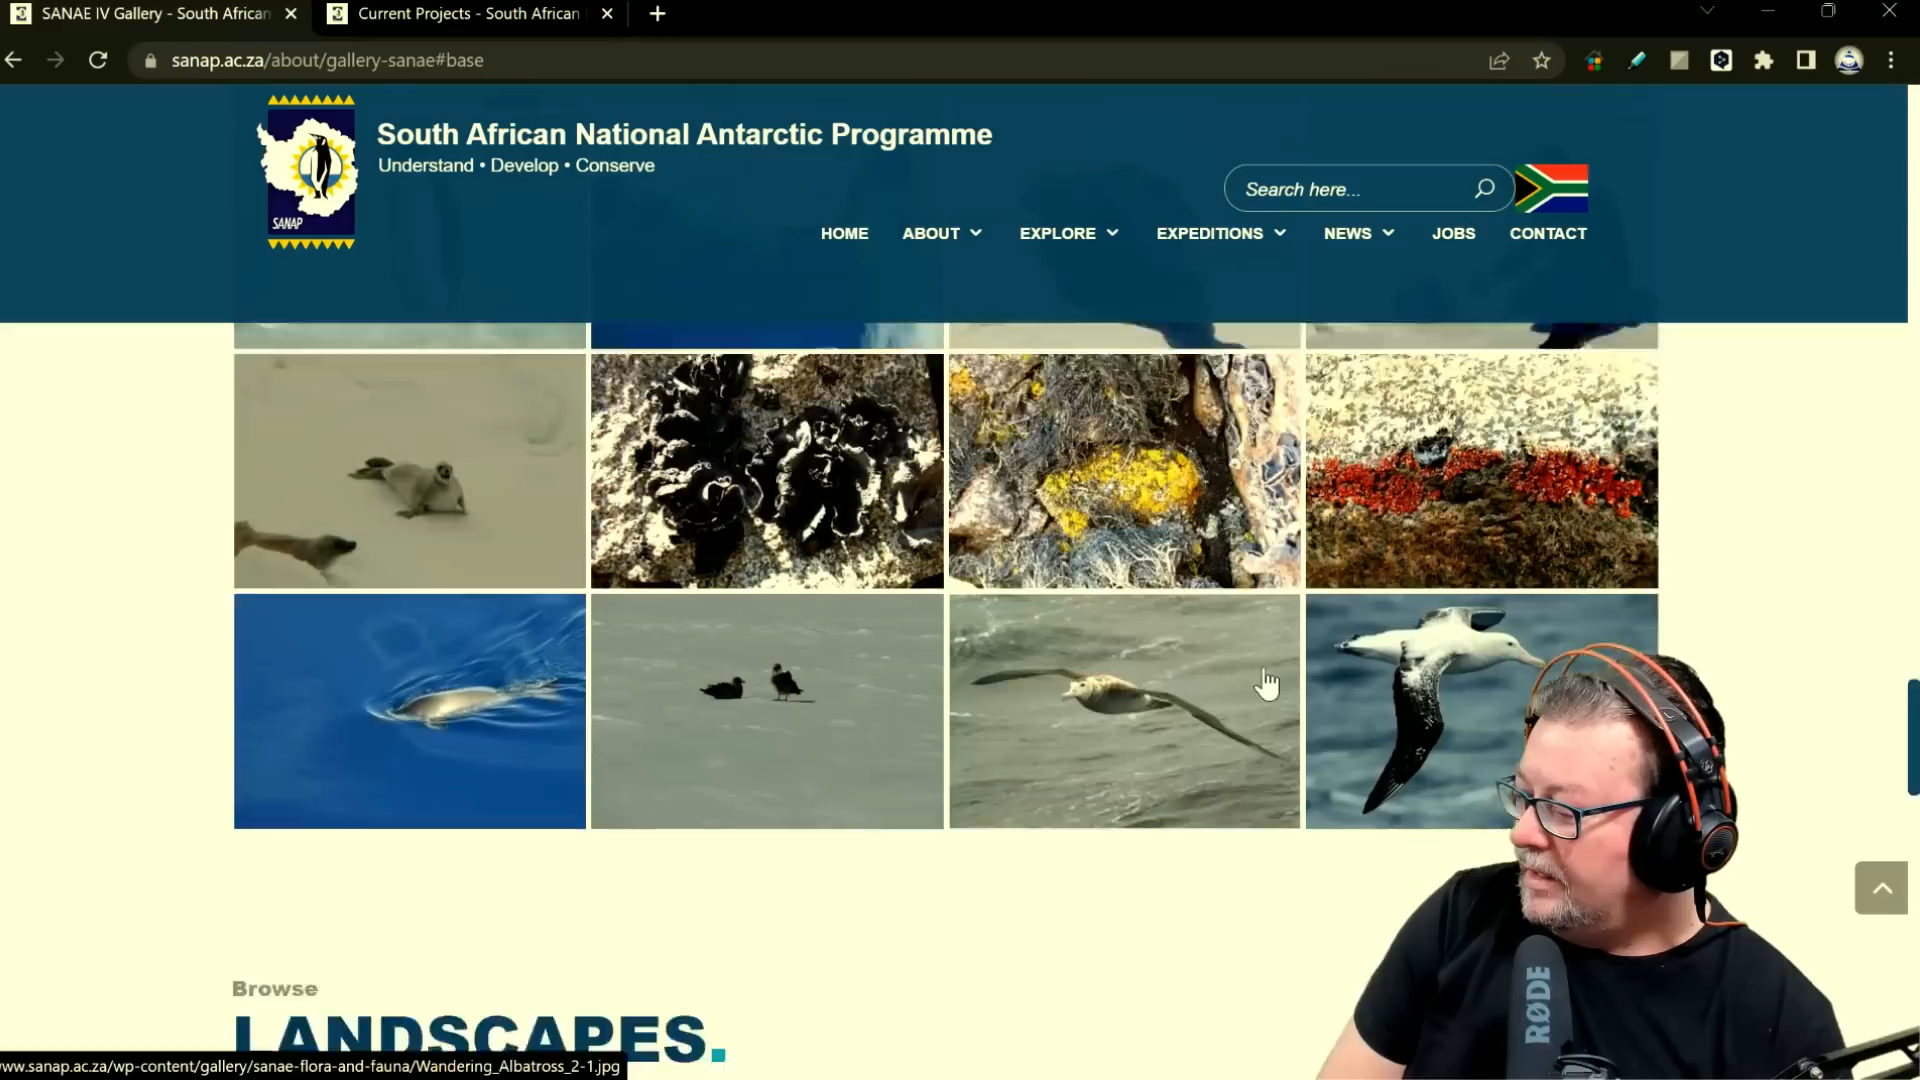 SANAE IV Gallery - South African
Current Projects - South African
sanap.ac.za/about/gallery-sanae#base
SANAP
South African National Antarctic Programme
Understand • Develop • Conserve
Search here...
HOME ABOUT EXPLORE EXPEDITIONS NEWS JOBS CONTACT
Browse
LANDSCAPES.
ww.sanap.ac.za/wp-content/gallery/sanae-flora-and-fauna/Wandering_Albatross_2-1.jpg
RØDE